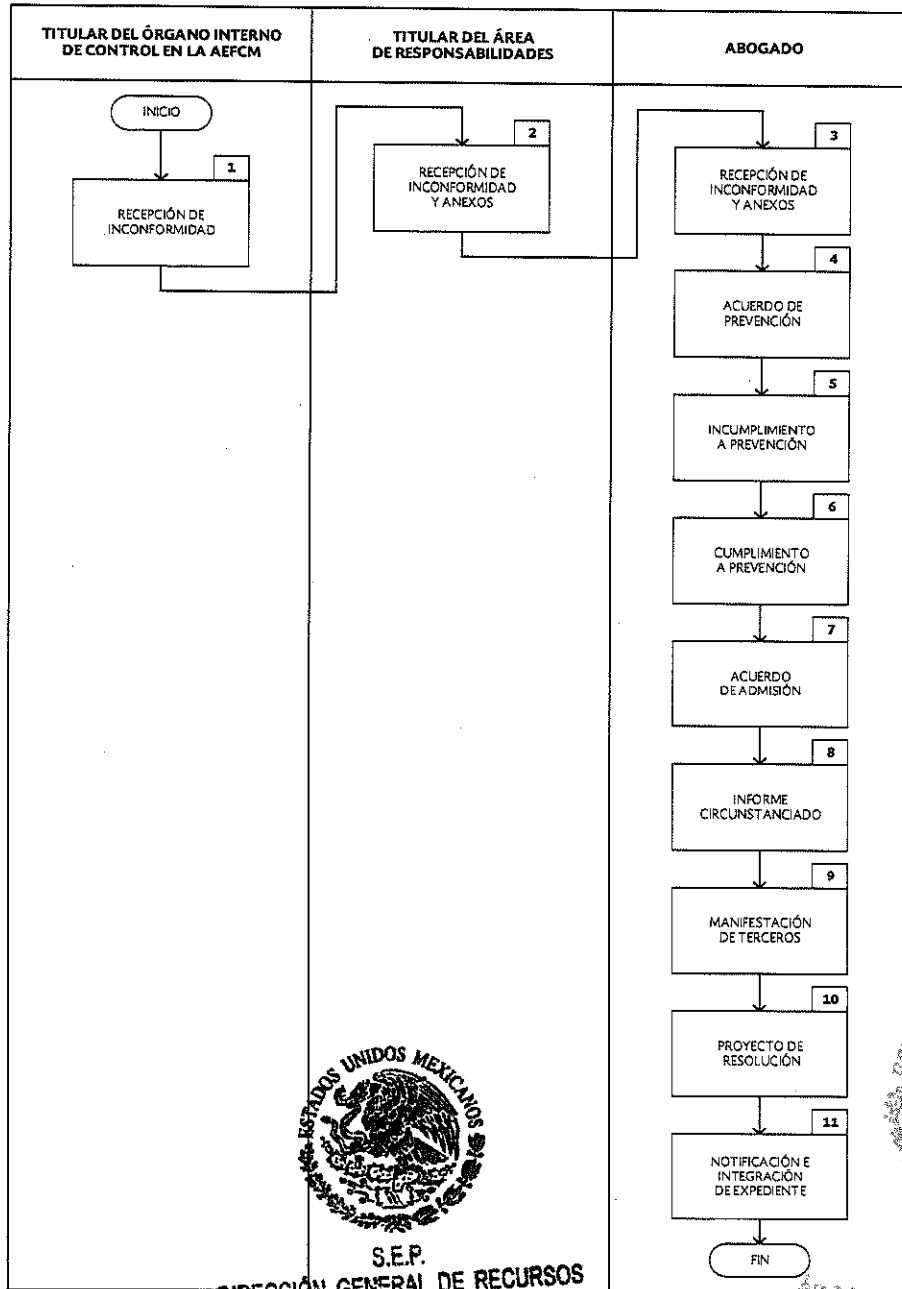 TITULAR DEL ÓRGANO INTERNO
DE CONTROL EN LA AEFCM
TITULAR DEL ÁREA
DE RESPONSABILIDADES
ABOGADO
INICIO
1
RECEPCIÓN DE
INCONFORMIDAD
2
RECEPCIÓN DE
INCONFORMIDAD
Y ANEXOS
3
RECEPCIÓN DE
INCONFORMIDAD
Y ANEXOS
4
ACUERDO DE
PREVENCIÓN
5
INCUMPLIMIENTO
A PREVENCIÓN
6
CUMPLIMIENTO
A PREVENCIÓN
7
ACUERDO
DE ADMISIÓN
8
INFORME
CIRCUNSTANCIADO
9
MANIFESTACIÓN
DE TERCEROS
10
PROYECTO DE
RESOLUCIÓN
11
NOTIFICACIÓN E
INTEGRACIÓN
DE EXPEDIENTE
FIN
ESTADOS UNIDOS MEXICANOS
S.E.P.
DIRECCIÓN GENERAL DE RECURSOS